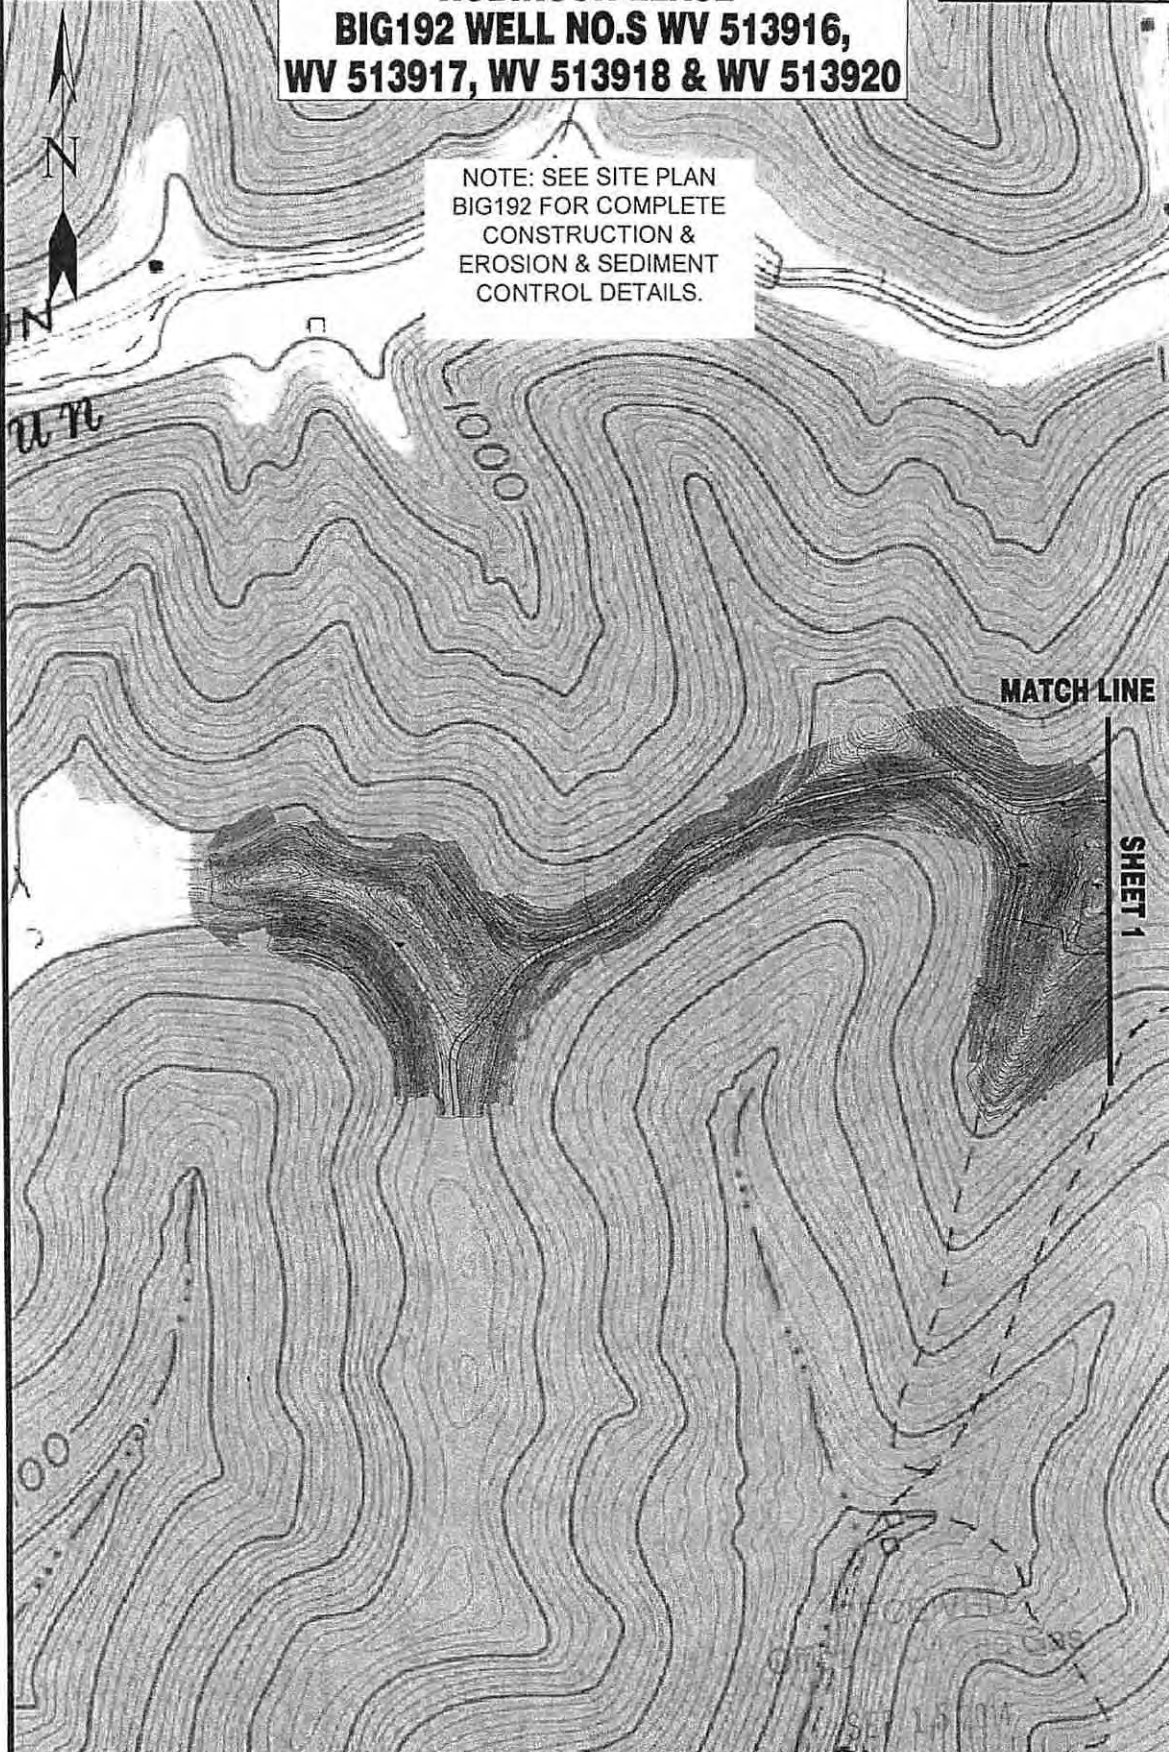 BIG192 WELL NO.S WV 513916,
WV 513917, WV 513918 & WV 513920
N
NOTE: SEE SITE PLAN
BIG192 FOR COMPLETE
CONSTRUCTION &
EROSION & SEDIMENT
CONTROL DETAILS.
un
1000
MATCH LINE
SHEET 1
00